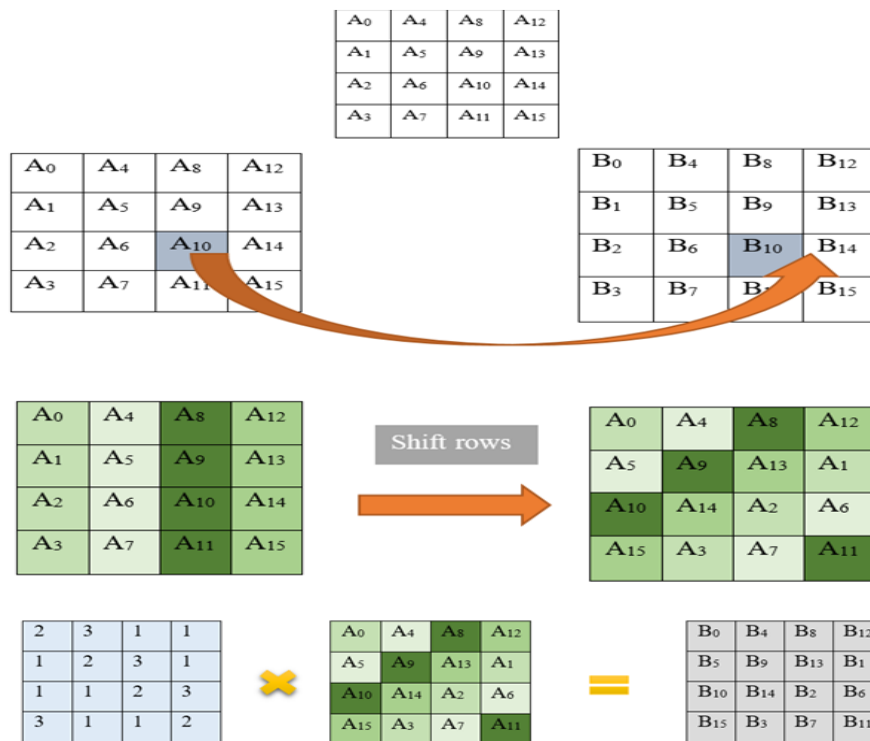 A0 A4 A8 A12
A1 A5 A9 A13
A2 A6 A10 A14
A3 A7 A11 A15
A0 A4 A8 A12
A1 A5 A9 A13
A2 A6 A10 A14
A3 A7 A11 A15
B0 B4 B8 B12
B1 B5 B9 B13
B2 B6 B10 B14
B3 B7 B15
A0 A4 A8 A12
A1 A5 A9 A13
A2 A6 A10 A14
A3 A7 A11 A15
Shift rows
A0 A4 A8 A12
A5 A9 A13 A1
A10 A14 A2 A6
A15 A3 A7 A11
2 3 1 1
1 2 3 1
1 1 2 3
3 1 1 2
×
A0 A4 A8 A12
A5 A9 A13 A1
A10 A14 A2 A6
A15 A3 A7 A11
=
B0 B4 B8 B12
B5 B9 B13 B1
B10 B14 B2 B6
B15 B3 B7 B11